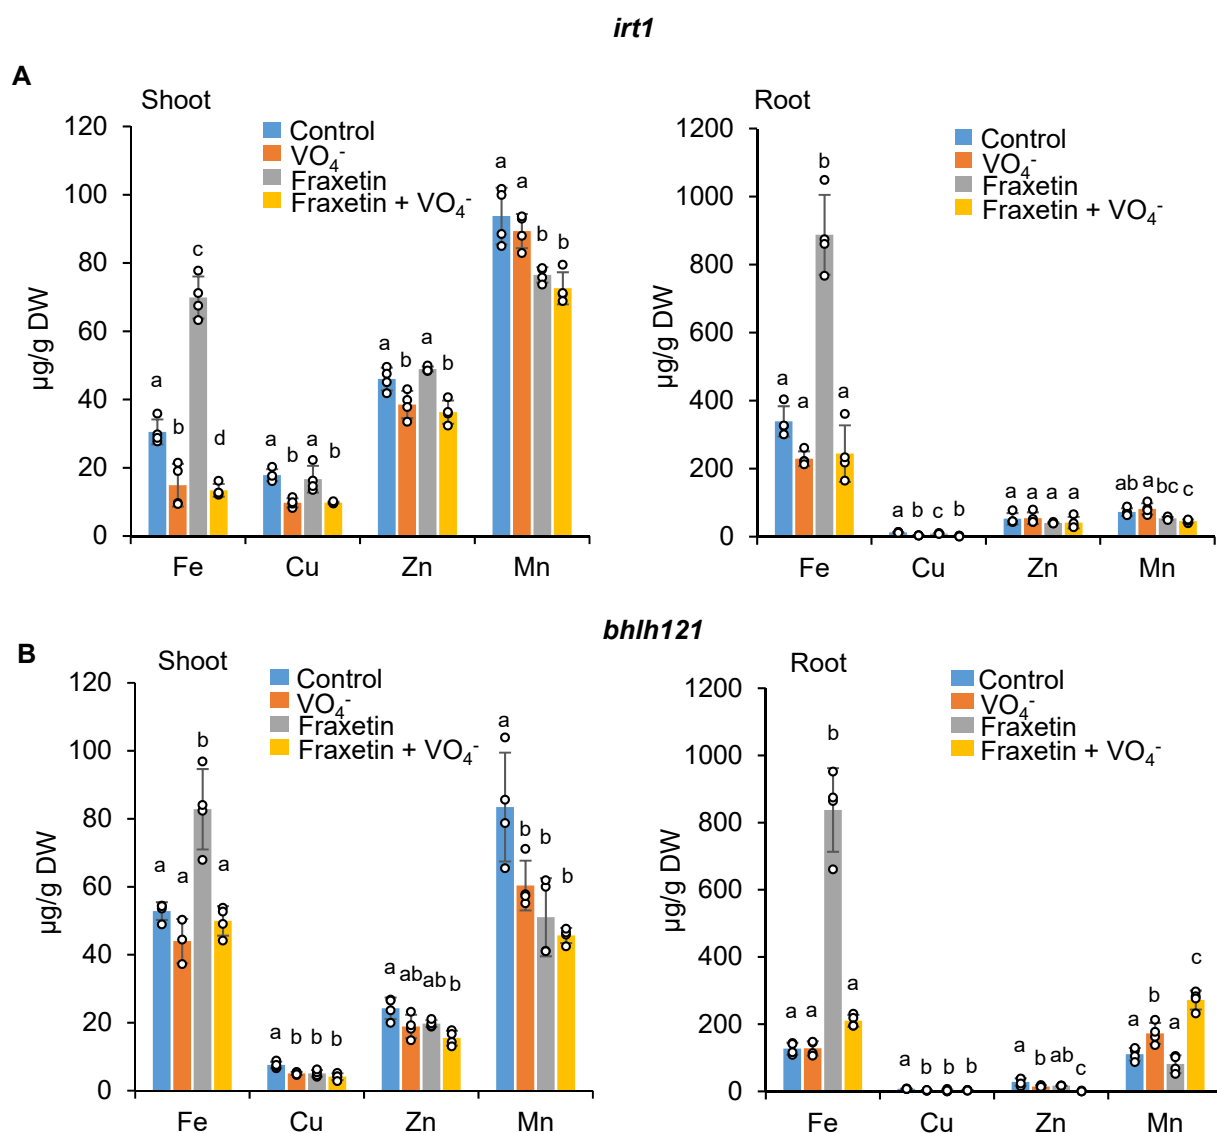 irt1
A
Shoot
Control
VO4-
Fraxetin
Fraxetin + VO4-
µg/g DW
120
100
80
60
40
20
0
a b c d
a b a b
a b a b
a a b b
Fe Cu Zn Mn
Root
Control
VO4-
Fraxetin
Fraxetin + VO4-
µg/g DW
1200
1000
800
600
400
200
0
a a b a
a b c b
a a a a
ab a bc c
Fe Cu Zn Mn
bhlh121
B
Shoot
Control
VO4-
Fraxetin
Fraxetin + VO4-
µg/g DW
120
100
80
60
40
20
0
a a b a
a b b b
a ab ab b
a b b b
Fe Cu Zn Mn
Root
Control
VO4-
Fraxetin
Fraxetin + VO4-
µg/g DW
1200
1000
800
600
400
200
0
a a b a
a b b b
a b ab c
a b a c
Fe Cu Zn Mn